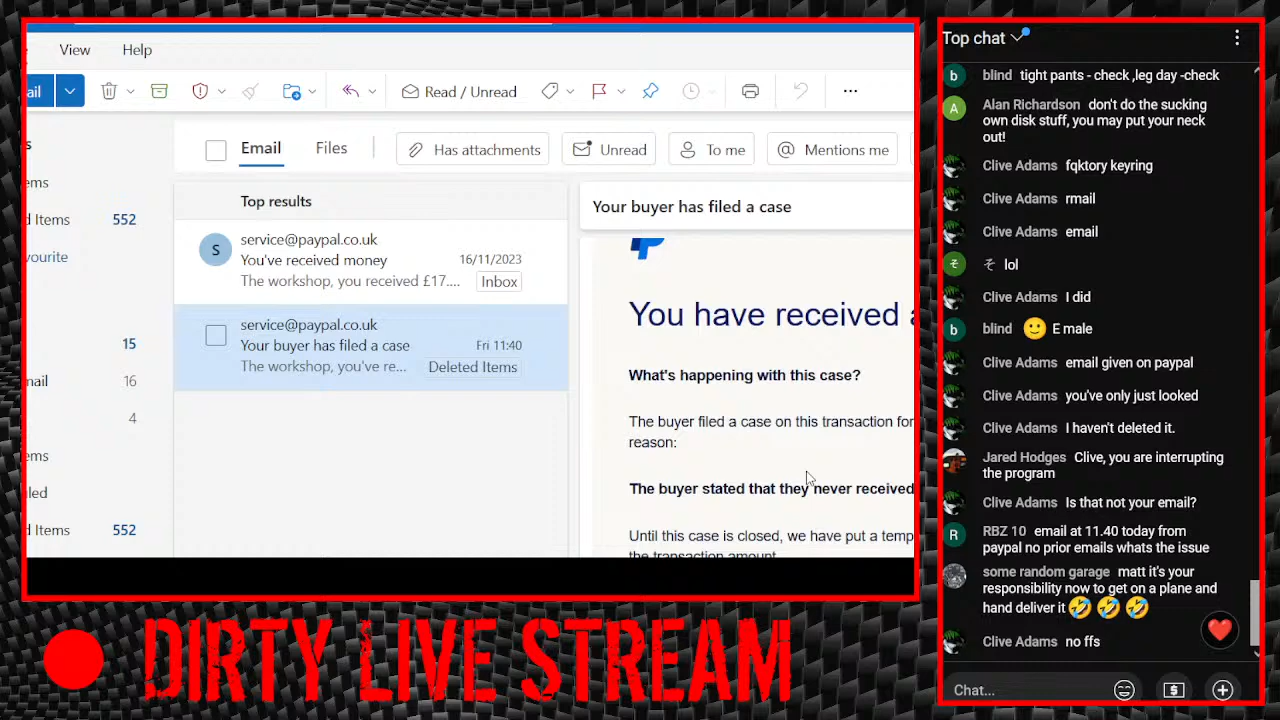 View Help
ail
Read / Unread
s
ems
d Items 552
vourite
15
nail 16
4
ems
led
d Items 552
Email Files
Has attachments
Unread
To me
Mentions me
Top results
S
service@paypal.co.uk
You've received money 16/11/2023
The workshop, you received £17.... Inbox
service@paypal.co.uk
Your buyer has filed a case Fri 11:40
The workshop, you've re... Deleted Items
Your buyer has filed a case
You have received a
What's happening with this case?
The buyer filed a case on this transaction for
reason:
The buyer stated that they never received
Until this case is closed, we have put a temp
the transaction amount
DIRTY LIVE STREAM
Top chat
b blind tight pants - check ,leg day -check
A Alan Richardson don't do the sucking
own disk stuff, you may put your neck
out!
Clive Adams fqktory keyring
Clive Adams rmail
Clive Adams email
そ そ lol
Clive Adams I did
b blind 🙂 E male
Clive Adams email given on paypal
Clive Adams you've only just looked
Clive Adams I haven't deleted it.
Jared Hodges Clive, you are interrupting
the program
Clive Adams Is that not your email?
R RBZ 10 email at 11.40 today from
paypal no prior emails whats the issue
some random garage matt it's your
responsibility now to get on a plane and
hand deliver it 🤣 🤣 🤣
Clive Adams no ffs
Chat...